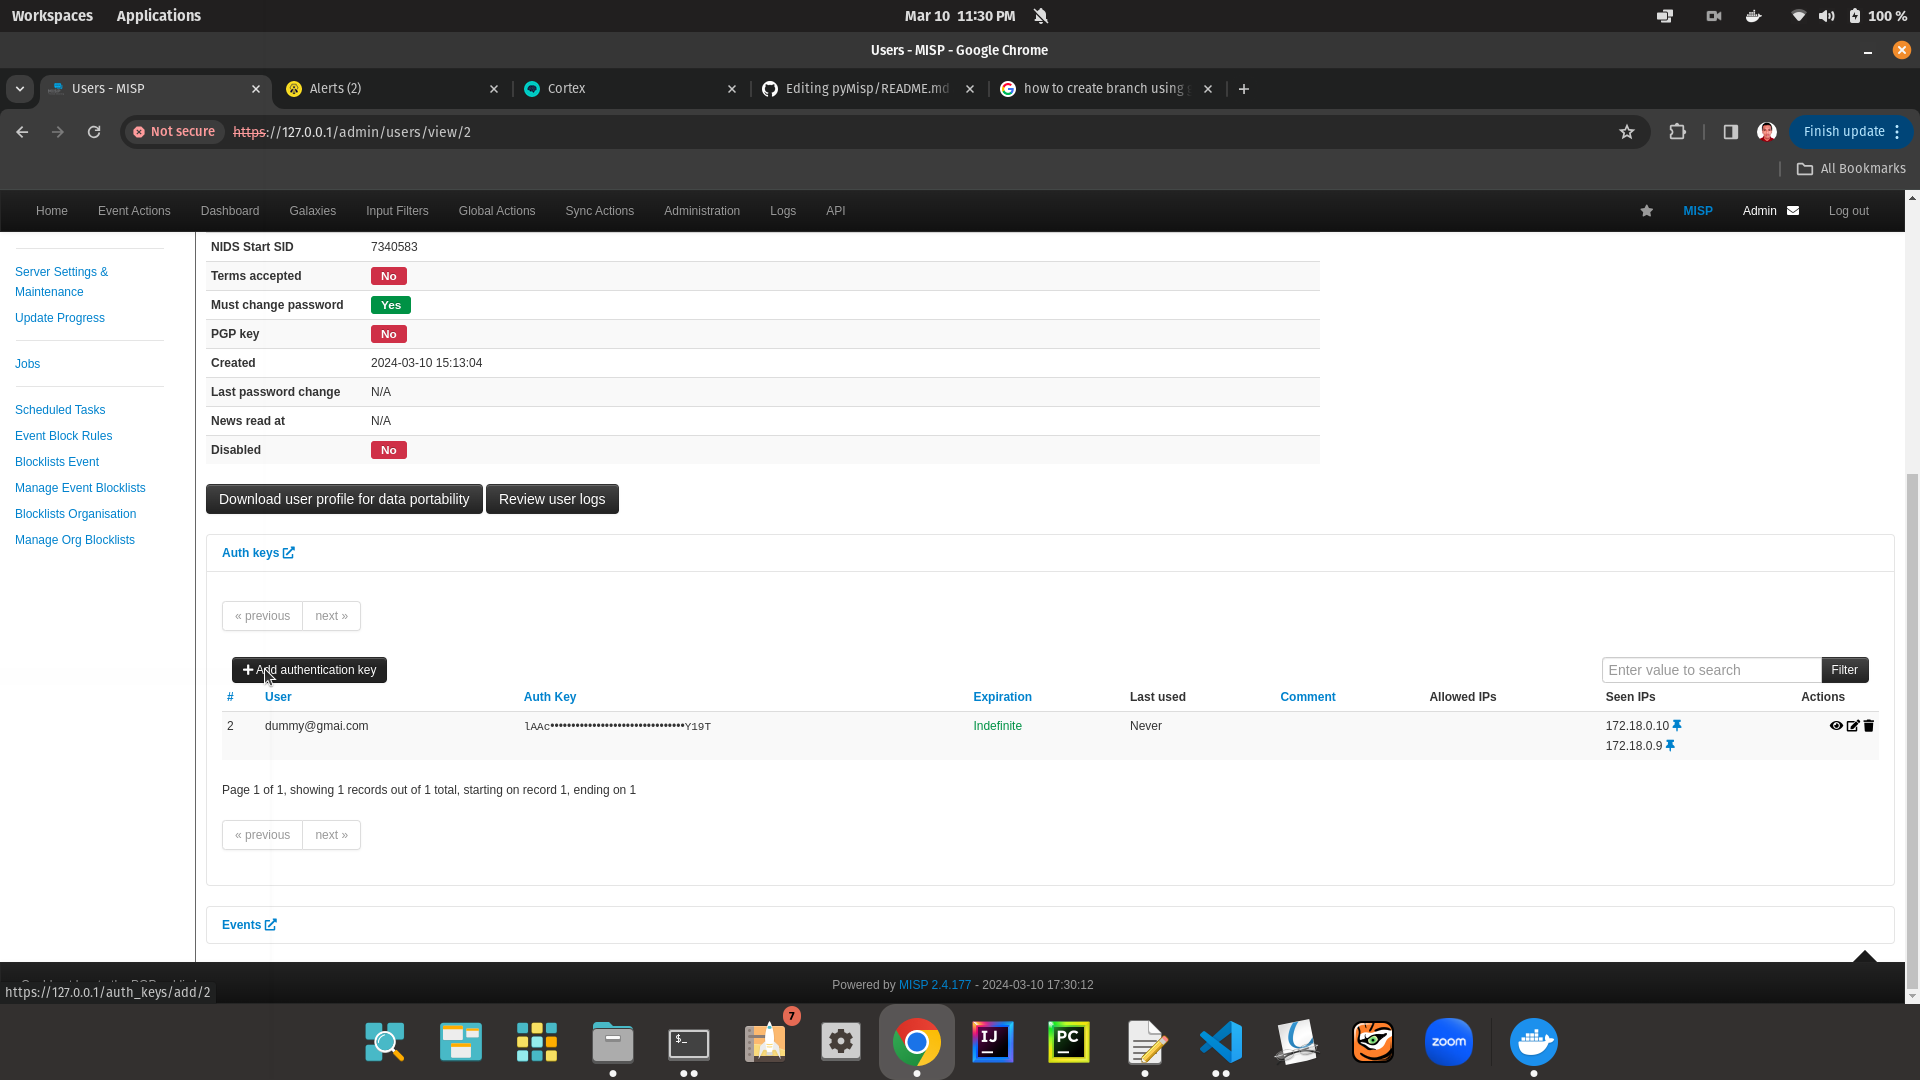 Workspaces Applications Mar 10 11:30 PM 100 %
Users - MISP - Google Chrome
Users - MISP Alerts (2) Cortex Editing pyMisp/README.md how to create branch using
Not secure https://127.0.0.1/admin/users/view/2 Finish update
All Bookmarks
Home Event Actions Dashboard Galaxies Input Filters Global Actions Sync Actions Administration Logs API MISP Admin Log out
Server Settings &
Maintenance
Update Progress
Jobs
Scheduled Tasks
Event Block Rules
Blocklists Event
Manage Event Blocklists
Blocklists Organisation
Manage Org Blocklists
NIDS Start SID 7340583
Terms accepted No
Must change password Yes
PGP key No
Created 2024-03-10 15:13:04
Last password change N/A
News read at N/A
Disabled No
Download user profile for data portability Review user logs
Auth keys
« previous next »
Add authentication key Enter value to search Filter
# User Auth Key Expiration Last used Comment Allowed IPs Seen IPs Actions
2 dummy@gmai.com lAAc••••••••••••••••••••••••••••••••Y19T Indefinite Never 172.18.0.10
172.18.0.9
Page 1 of 1, showing 1 records out of 1 total, starting on record 1, ending on 1
« previous next »
Events
Powered by MISP 2.4.177 - 2024-03-10 17:30:12
https://127.0.0.1/auth_keys/add/2
$_ 7 IJ PC zoom